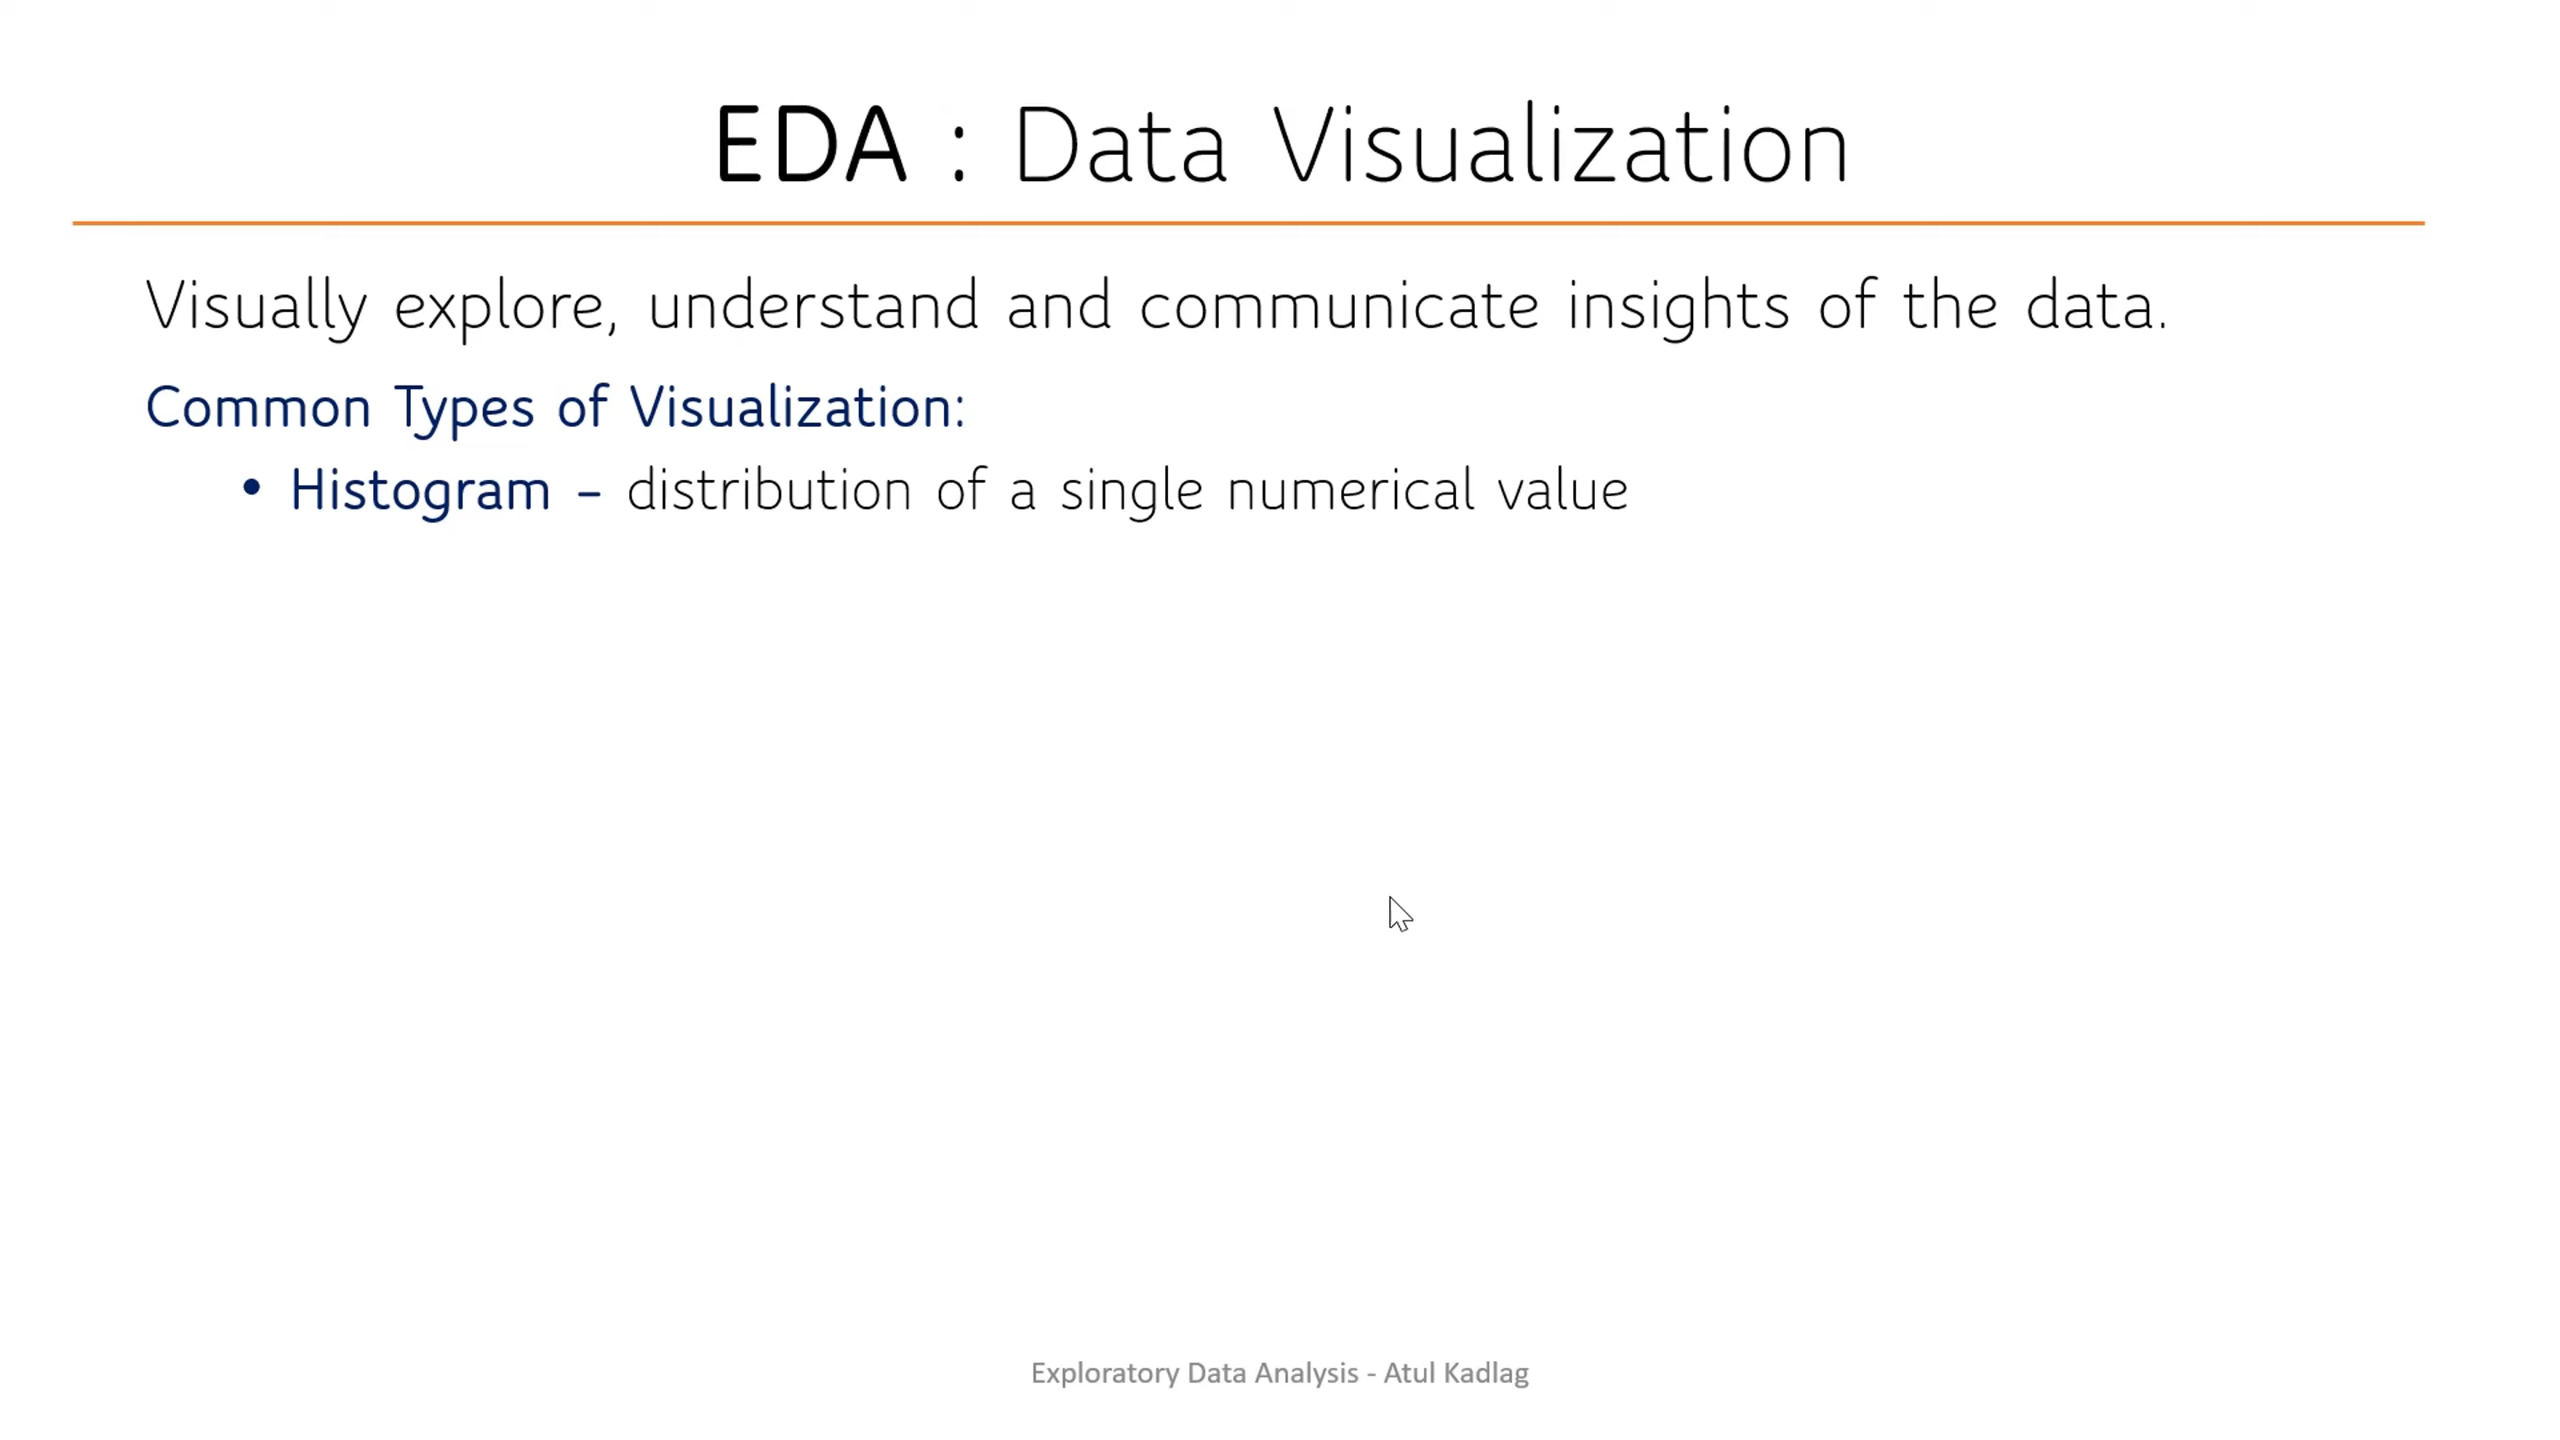 EDA : Data Visualization
Visually explore, understand and communicate insights of the data.
Common Types of Visualization:
• Histogram – distribution of a single numerical value
Exploratory Data Analysis - Atul Kadlag